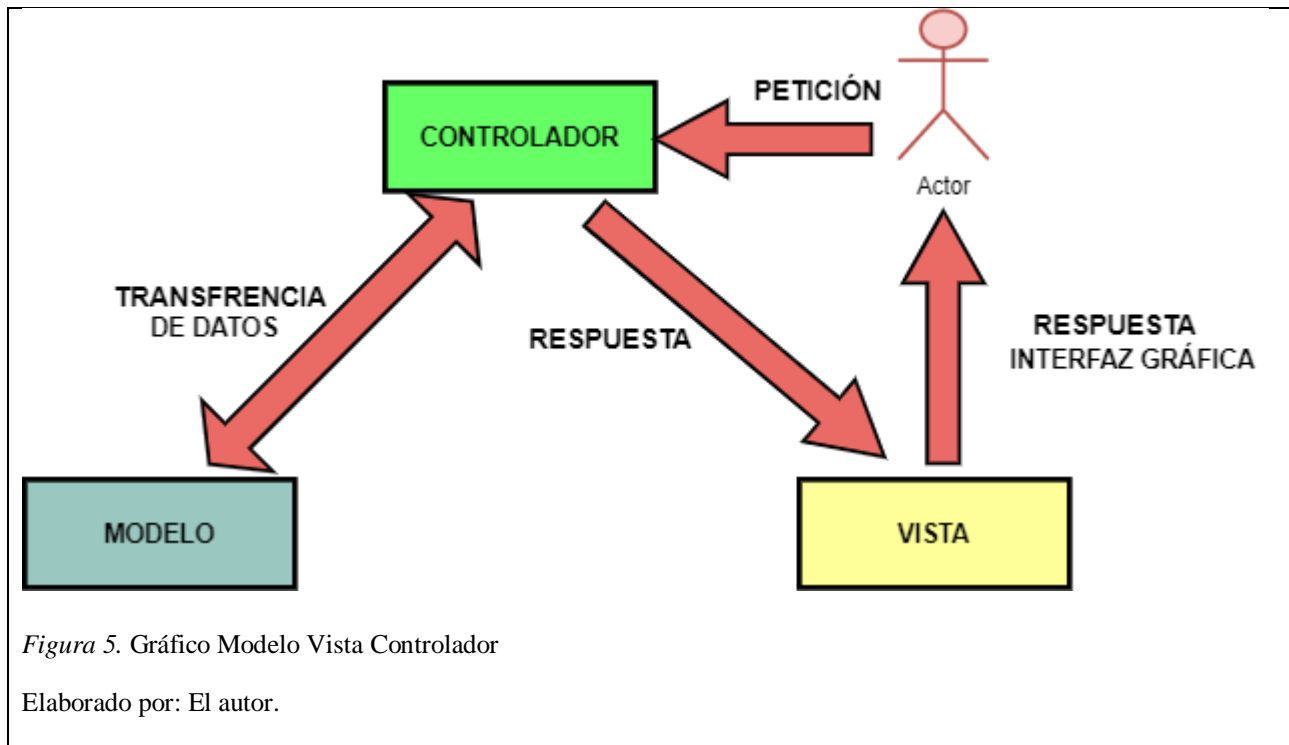 PETICIÓN
CONTROLADOR
Actor
TRANSFRENCIA
DE DATOS
RESPUESTA
RESPUESTA
INTERFAZ GRÁFICA
MODELO
VISTA
Figura 5. Gráfico Modelo Vista Controlador
Elaborado por: El autor.